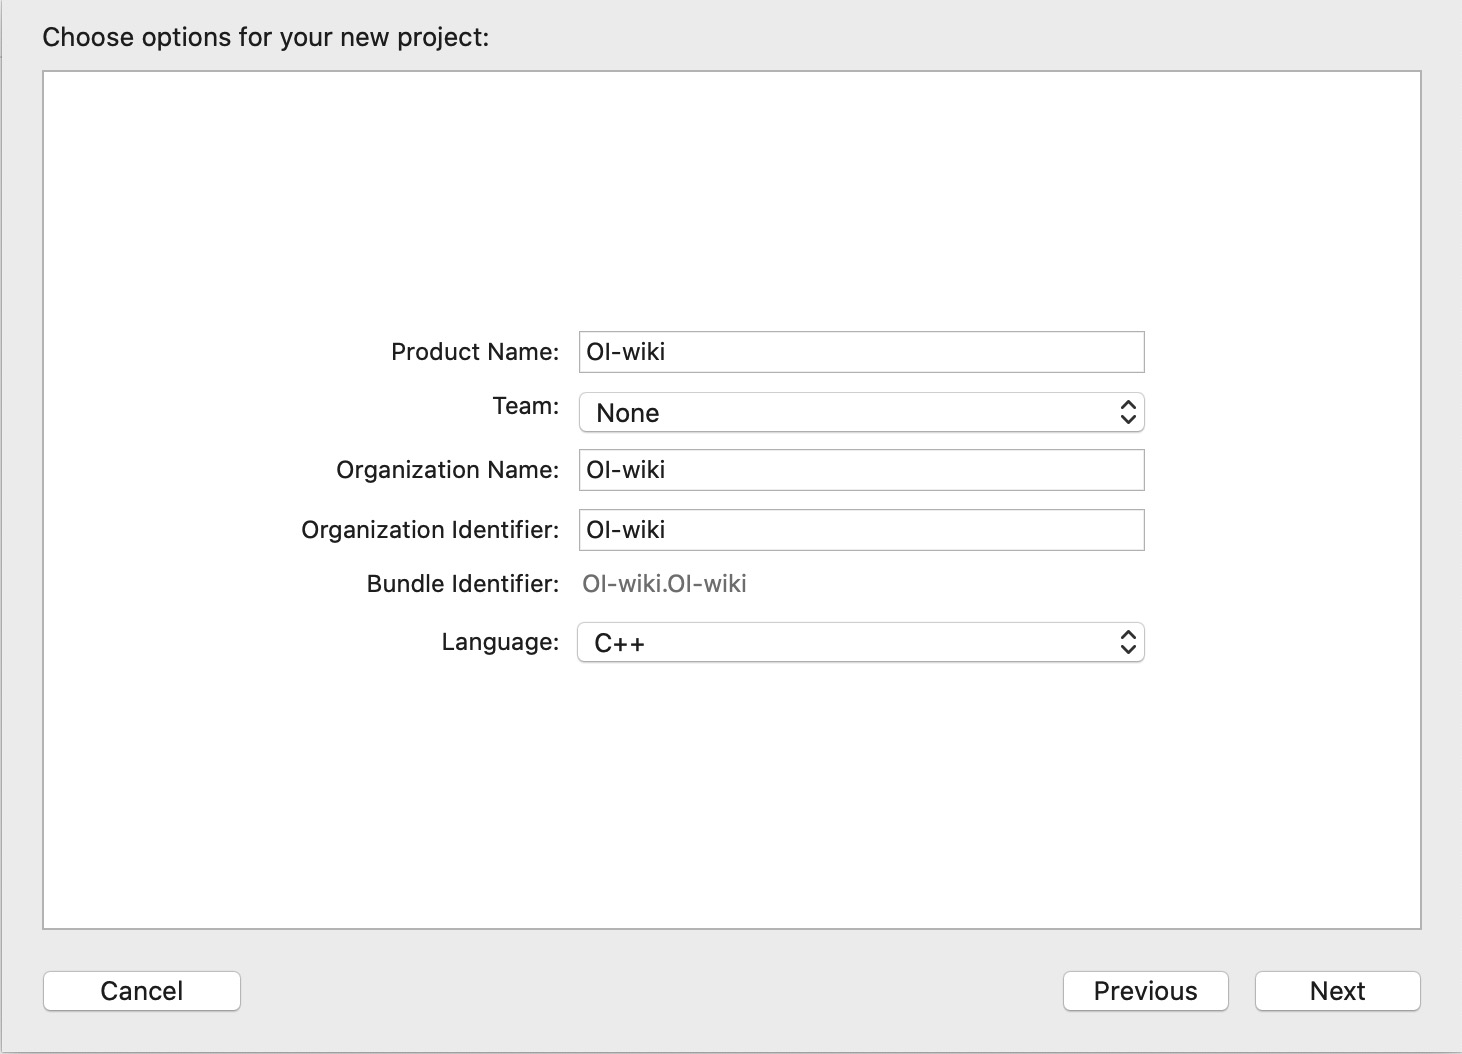 Choose options for your new project:
Product Name: OI-wiki
Team: None
Organization Name: OI-wiki
Organization Identifier: OI-wiki
Bundle Identifier: OI-wiki.OI-wiki
Language: C++
Cancel Previous Next